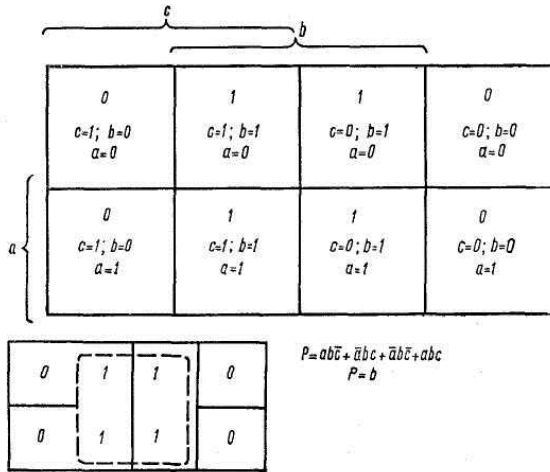 c
b
0 1 1 0
c=1; b=0 c=1; b=1 c=0; b=1 c=0; b=0
a=0 a=0 a=0 a=0
a
0 1 1 0
c=1; b=0 c=1; b=1 c=0; b=1 c=0; b=0
a=1 a=1 a=1 a=1
0 1 1 0
0 1 1 0
P=abc̅+a̅bc+a̅bc̅+abc
P=b